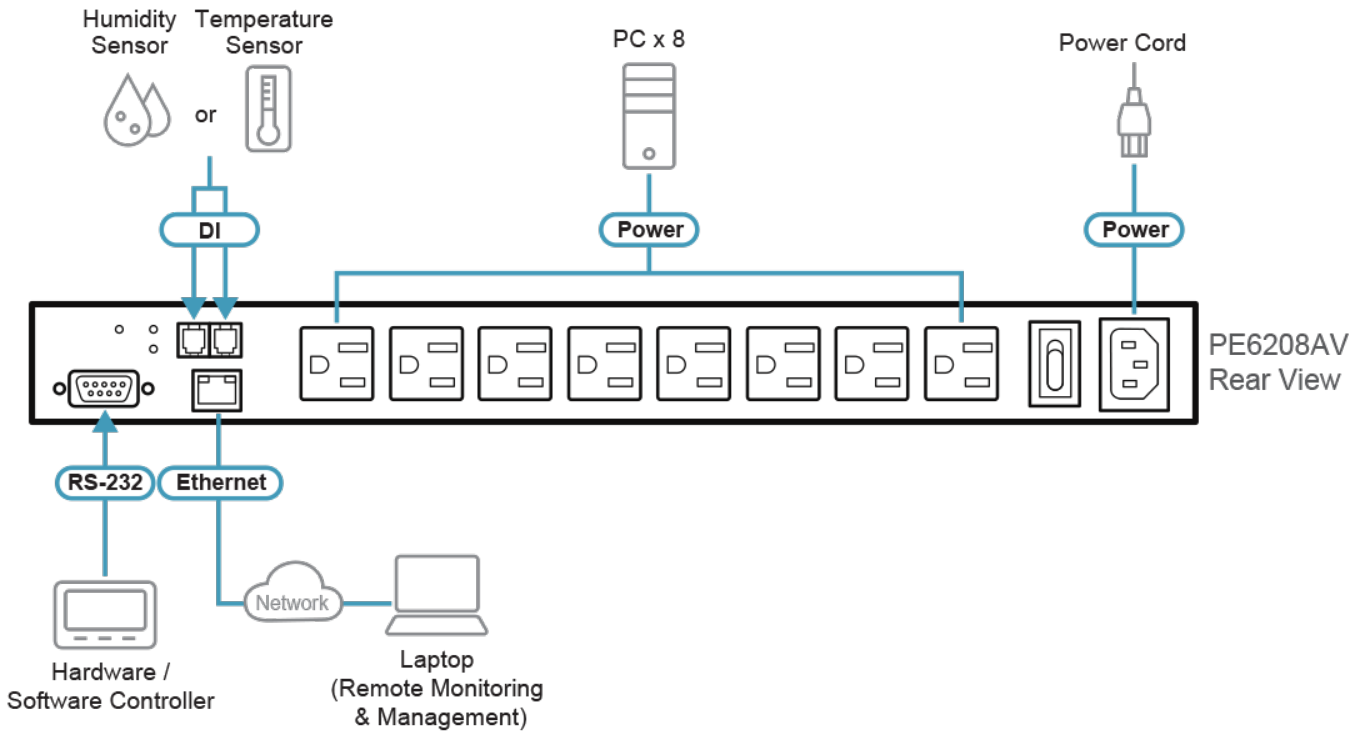 Humidity
Sensor
Temperature
Sensor
or
PC x 8
Power Cord
DI
Power
Power
PE6208AV
Rear View
RS-232
Ethernet
Network
Hardware /
Software Controller
Laptop
(Remote Monitoring
& Management)